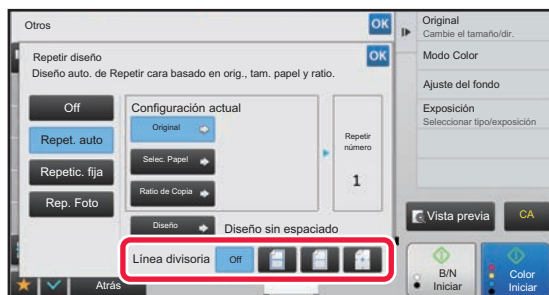 Otros
OK
Repetir diseño
OK
Diseño auto. de Repetir cara basado en orig., tam. papel y ratio.
Off
Repet. auto
Repetic. fija
Rep. Foto
Configuración actual
Original
Selec. Papel
Ratio de Copia
Repetir
número
1
Diseño
Diseño sin espaciado
Línea divisoria
Off
Atrás
Original
Cambie el tamaño/dir.
Modo Color
Ajuste del fondo
Exposición
Seleccionar tipo/exposición
Vista previa
CA
B/N
Iniciar
Color
Iniciar